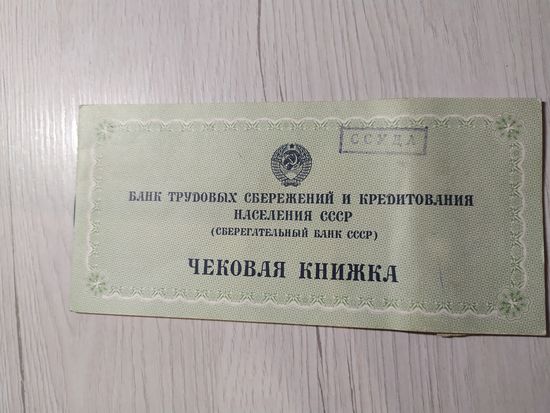 ССУДА
БАНК ТРУДОВЫХ СБЕРЕЖЕНИЙ И КРЕДИТОВАНИЯ
НАСЕЛЕНИЯ СССР
(СБЕРЕГАТЕЛЬНЫЙ БАНК СССР)
ЧЕКОВАЯ КНИЖКА